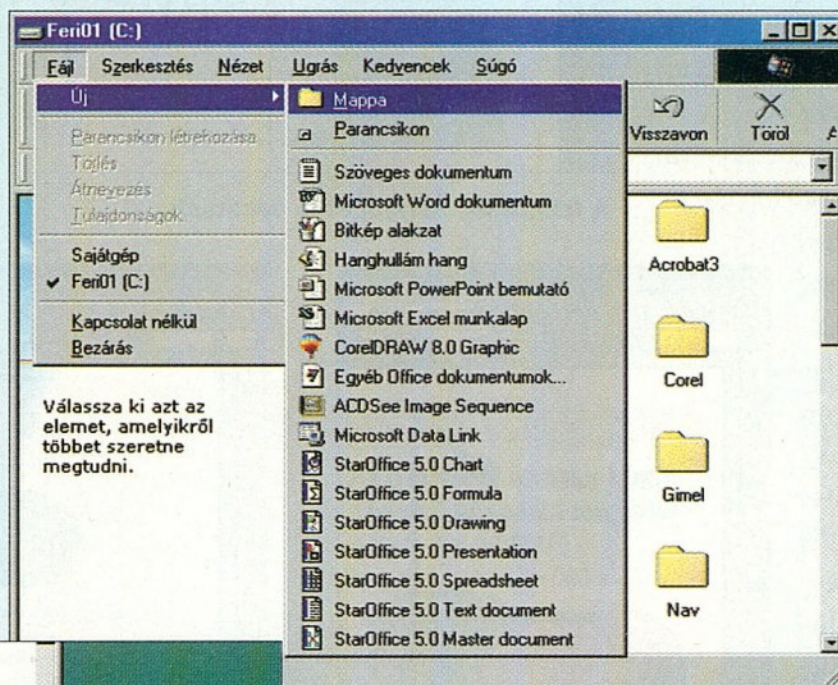 Feri01 (C:)
Fájl Szerkesztés Nézet Ugrás Kedvencek Súgó
Új
Parancsikon létrehozása
Törlés
Átnevezés
Tulajdonságok
Sajátgép
Feri01 (C:)
Kapcsolat nélkül
Bezárás
Mappa
Parancsikon
Szöveges dokumentum
Microsoft Word dokumentum
Bitkép alakzat
Hanghullám hang
Microsoft PowerPoint bemutató
Microsoft Excel munkalap
CorelDRAW 8.0 Graphic
Egyéb Office dokumentumok...
ACDSee Image Sequence
Microsoft Data Link
StarOffice 5.0 Chart
StarOffice 5.0 Formula
StarOffice 5.0 Drawing
StarOffice 5.0 Presentation
StarOffice 5.0 Spreadsheet
StarOffice 5.0 Text document
StarOffice 5.0 Master document
Visszavon Töröl
Acrobat3
Corel
Gimel
Nav
Válassza ki azt az
elemet, amelyikről
többet szeretne
megtudni.